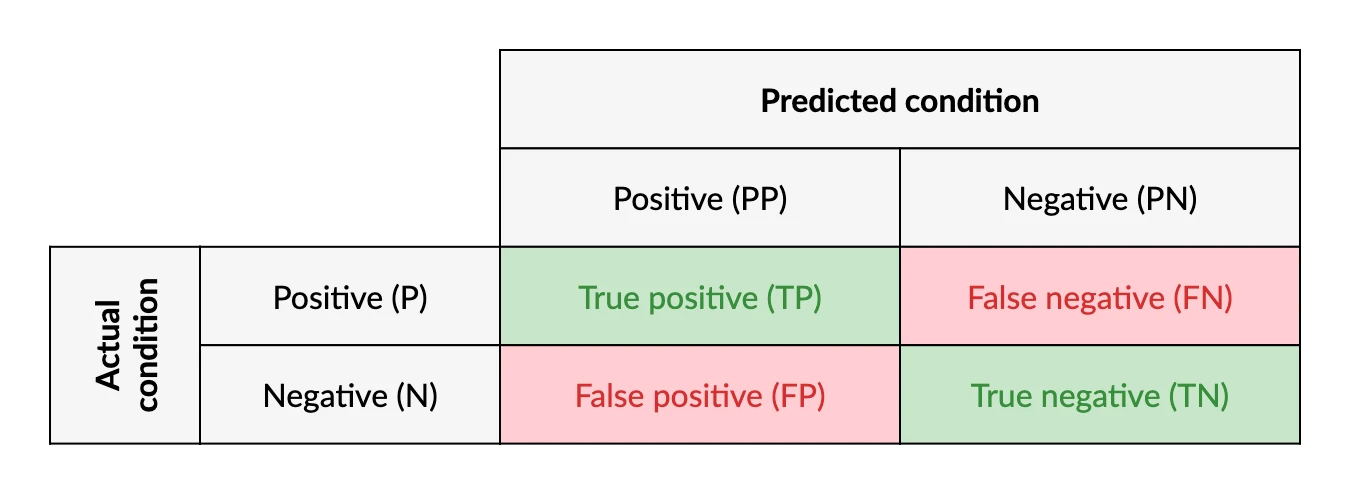 Predicted condition
Positive (PP)
Negative (PN)
Actual
condition
Positive (P)
True positive (TP)
False negative (FN)
Negative (N)
False positive (FP)
True negative (TN)